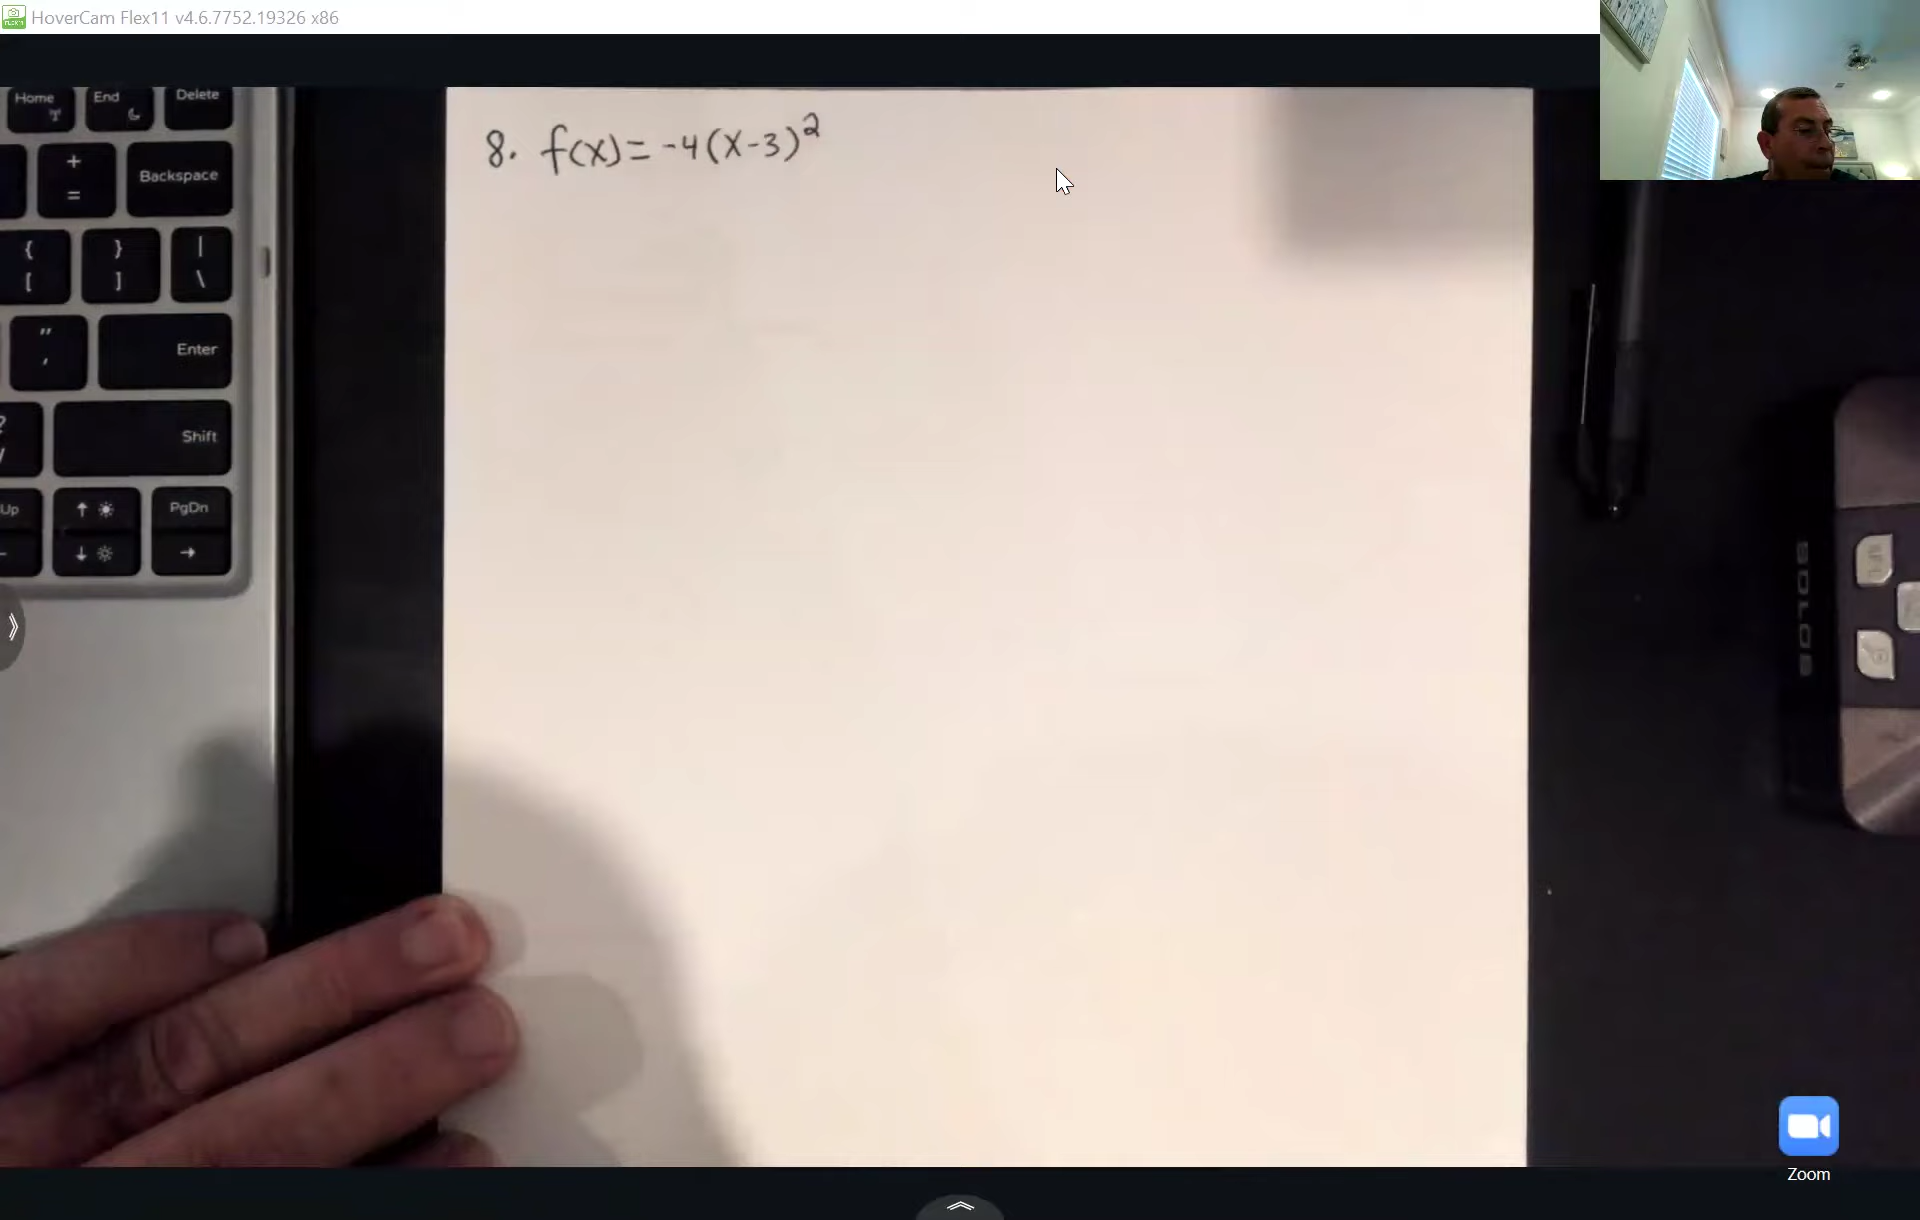 HoverCam Flex11 v4.6.7752.19326 x86
Home End Delete
+
=
Backspace
{ } |
[ ] \
"
,
Enter
?
/
Shift
Up PgDn
8. f(x) = -4(x-3)²
SOLO8
Zoom